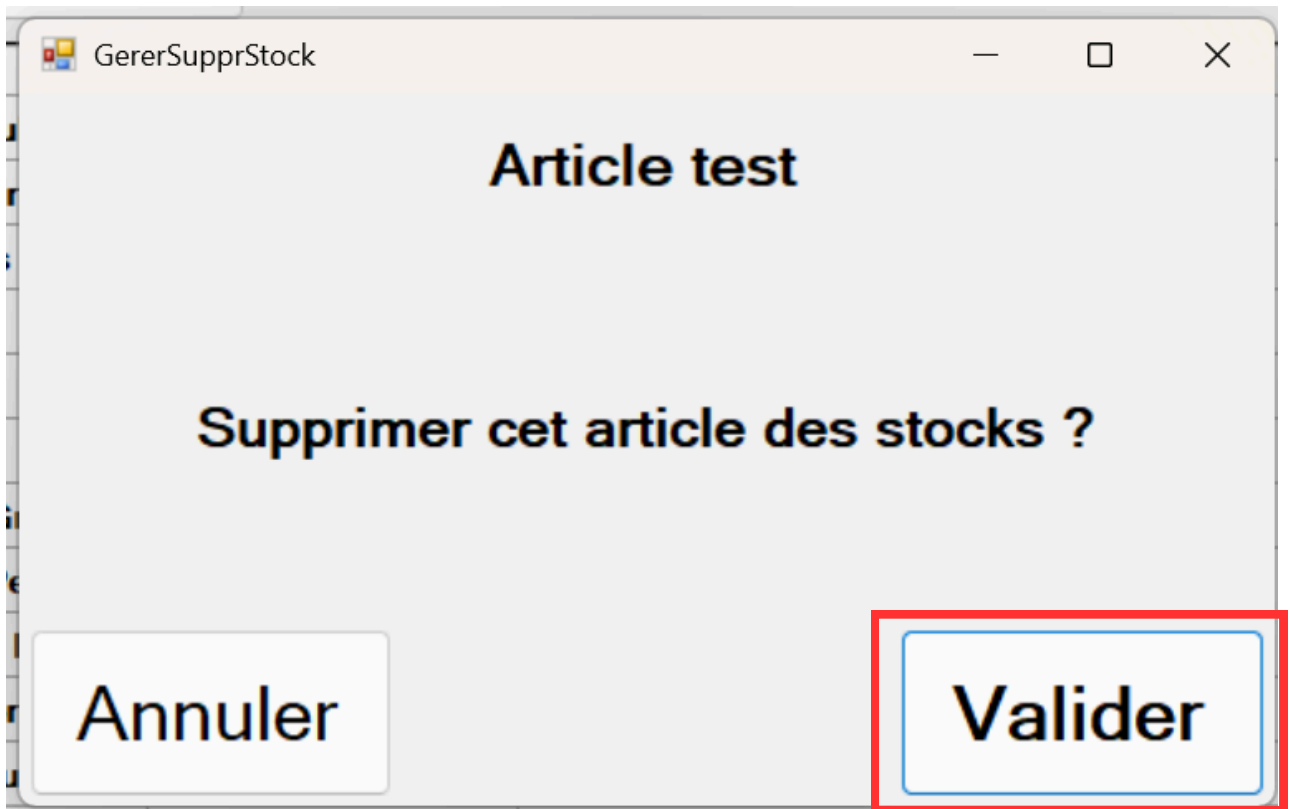 GererSupprStock
Article test
Supprimer cet article des stocks ?
Annuler
Valider